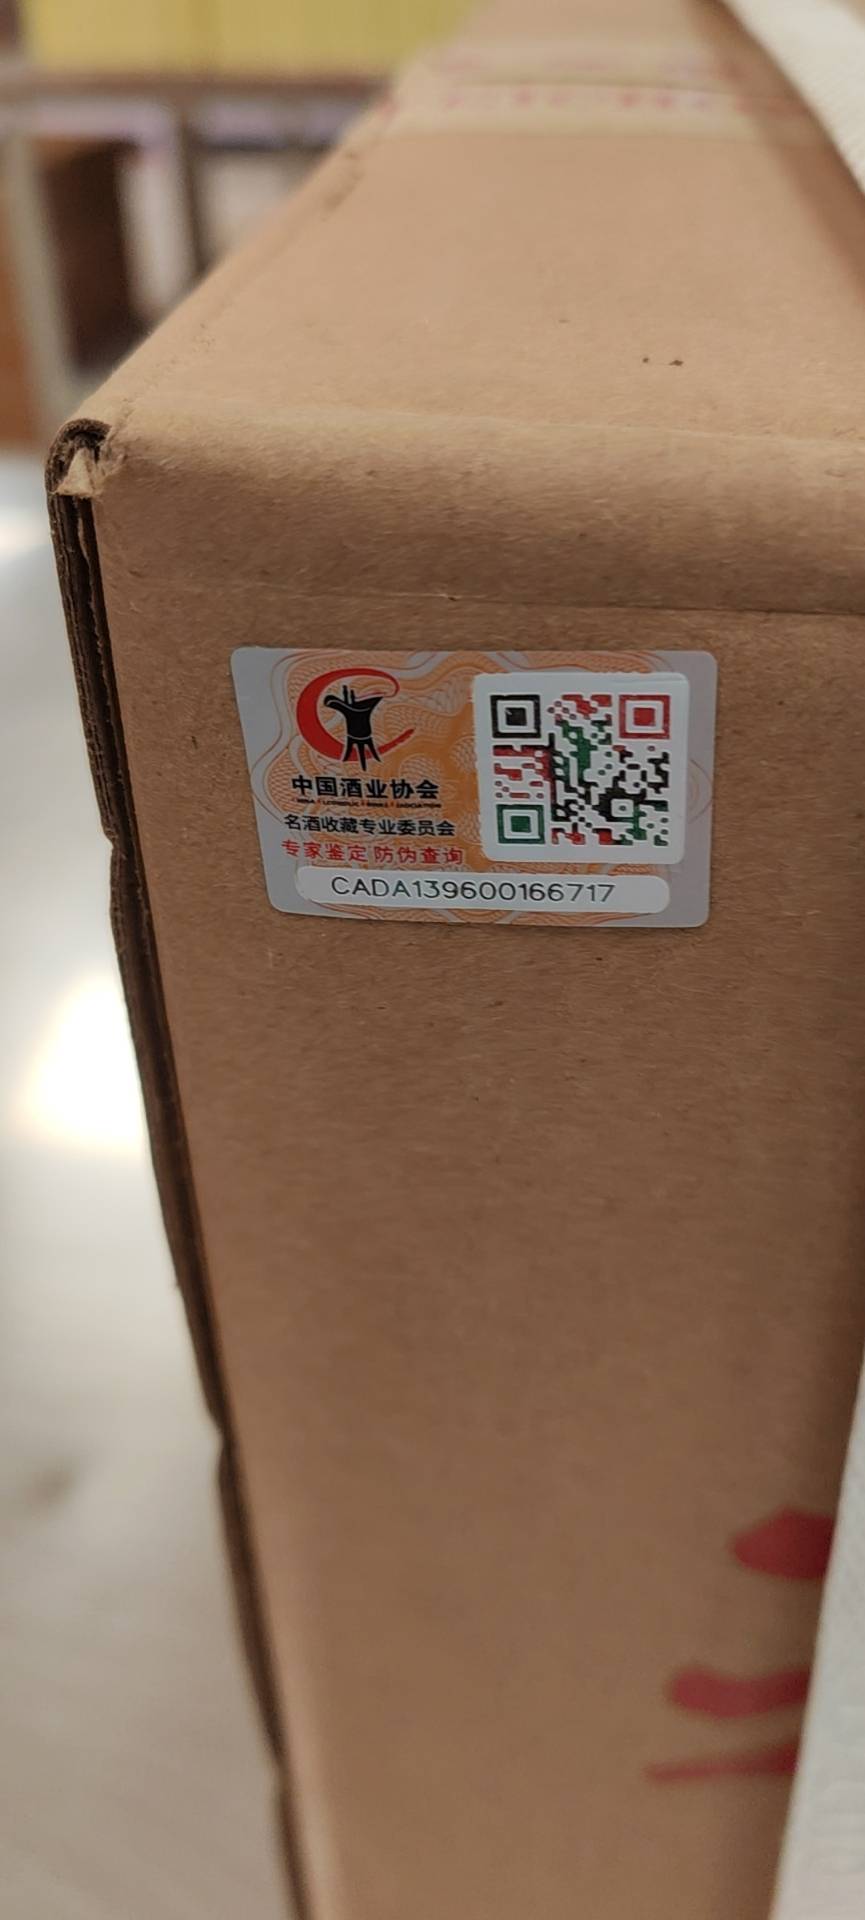 中国酒业协会
名酒收藏专业委员会
专家鉴定 防伪查询
CADA139600166717